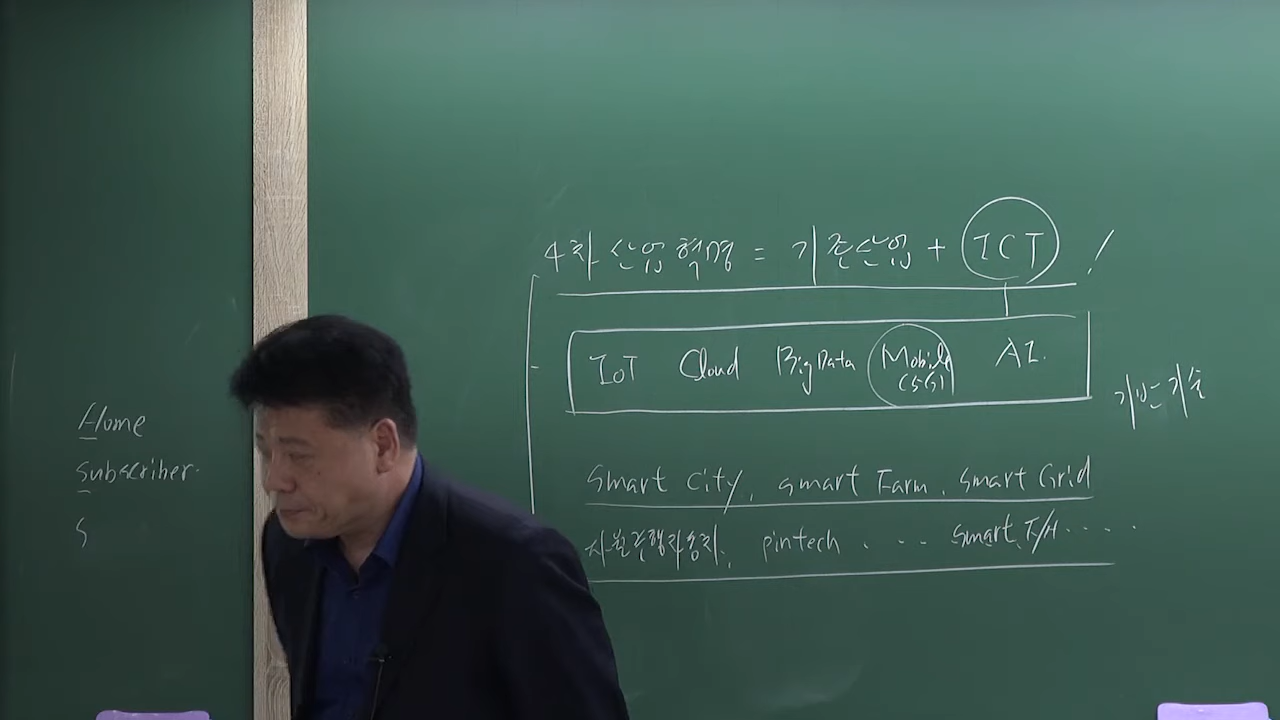 Home
subscriber.
S
4차 산업혁명 = 기존산업 + ICT !
IoT Cloud BigData Mobile AI.
(5G)
기반기술
Smart City, smart Farm, smart Grid
자율주행자동차, pintech . ... smart T/H ....